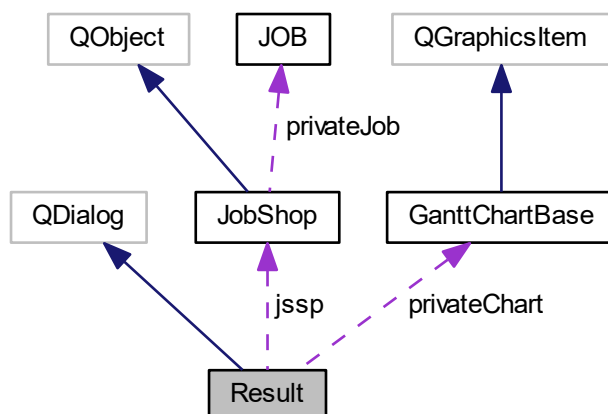 QObject
JOB
QGraphicsItem
privateJob
QDialog
JobShop
GanttChartBase
jssp
privateChart
Result